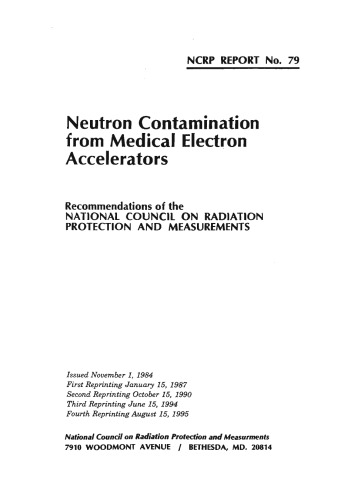 NCRP REPORT No. 79
Neutron Contamination
from Medical Electron
Accelerators
Recommendations of the
NATIONAL COUNCIL ON RADIATION
PROTECTION AND MEASUREMENTS
Issued November 1, 1984
First Reprinting January 15, 1987
Second Reprinting October 15, 1990
Third Reprinting June 15, 1994
Fourth Reprinting August 15, 1995
National Council on Radiation Protection and Measurments
7910 WOODMONT AVENUE / BETHESDA, MD. 20814